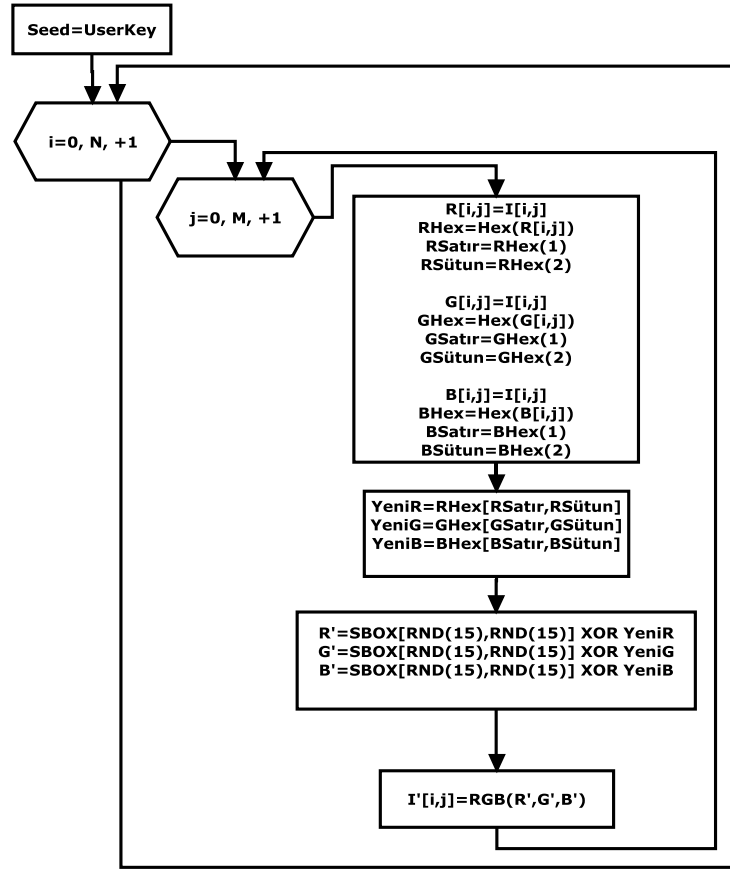 Seed=UserKey
i=0, N, +1
j=0, M, +1
R[i,j]=I[i,j]
RHex=Hex(R[i,j])
RSatır=RHex(1)
RSütun=RHex(2)
G[i,j]=I[i,j]
GHex=Hex(G[i,j])
GSatır=GHex(1)
GSütun=GHex(2)
B[i,j]=I[i,j]
BHex=Hex(B[i,j])
BSatır=BHex(1)
BSütun=BHex(2)
YeniR=RHex[RSatır,RSütun]
YeniG=GHex[GSatır,GSütun]
YeniB=BHex[BSatır,BSütun]
R'=SBOX[RND(15),RND(15)] XOR YeniR
G'=SBOX[RND(15),RND(15)] XOR YeniG
B'=SBOX[RND(15),RND(15)] XOR YeniB
I'[i,j]=RGB(R',G',B')